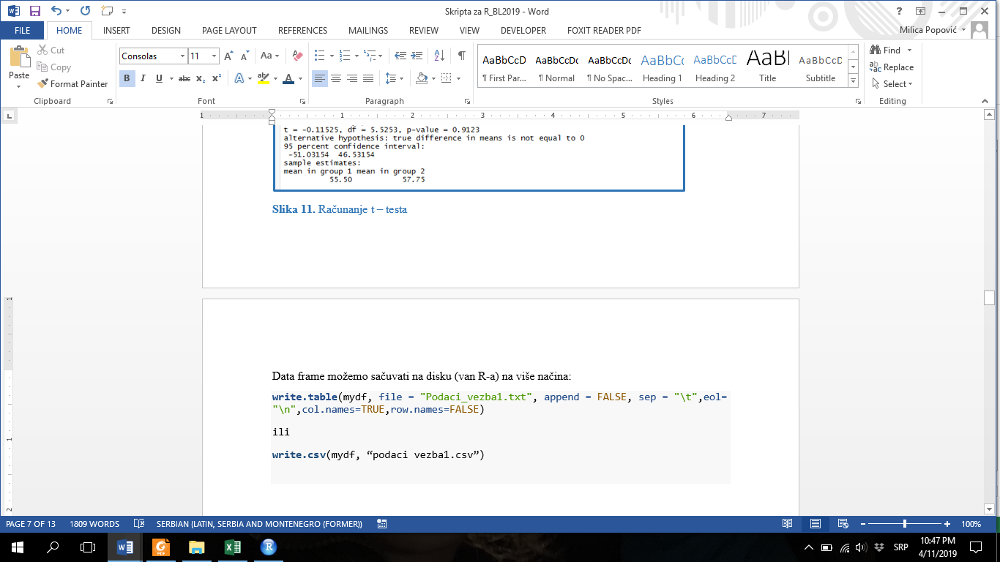 Skripta za R_BL2019 - Word
?
FILE HOME INSERT DESIGN PAGE LAYOUT REFERENCES MAILINGS REVIEW VIEW DEVELOPER FOXIT READER PDF Milica Popović
Paste
Cut
Copy
Format Painter
Clipboard
Consolas 11
Aa
B I U abc x₂ x²
Font
Paragraph
AaBbCcD AaBbCcDc AaBbCcDc AaBbCc AaBbCcD AaBl AaBbCcD
¶ First Par... ¶ Normal ¶ No Spac... Heading 1 Heading 2 Title Subtitle
Styles
Find
Replace
Select
Editing
1 1 2 3 4 5 6 7
t = -0.11525, df = 5.5253, p-value = 0.9123
alternative hypothesis: true difference in means is not equal to 0
95 percent confidence interval:
-51.03154 46.53154
sample estimates:
mean in group 1 mean in group 2
55.50 57.75
Slika 11. Računanje t – testa
Data frame možemo sačuvati na disku (van R-a) na više načina:
write.table(mydf, file = "Podaci_vezba1.txt", append = FALSE, sep = "\t",eol=
"\n",col.names=TRUE,row.names=FALSE)
ili
write.csv(mydf, “podaci vezba1.csv”)
1
1
2
PAGE 7 OF 13 1809 WORDS SERBIAN (LATIN, SERBIA AND MONTENEGRO (FORMER)) 100%
SRP
10:47 PM
4/11/2019